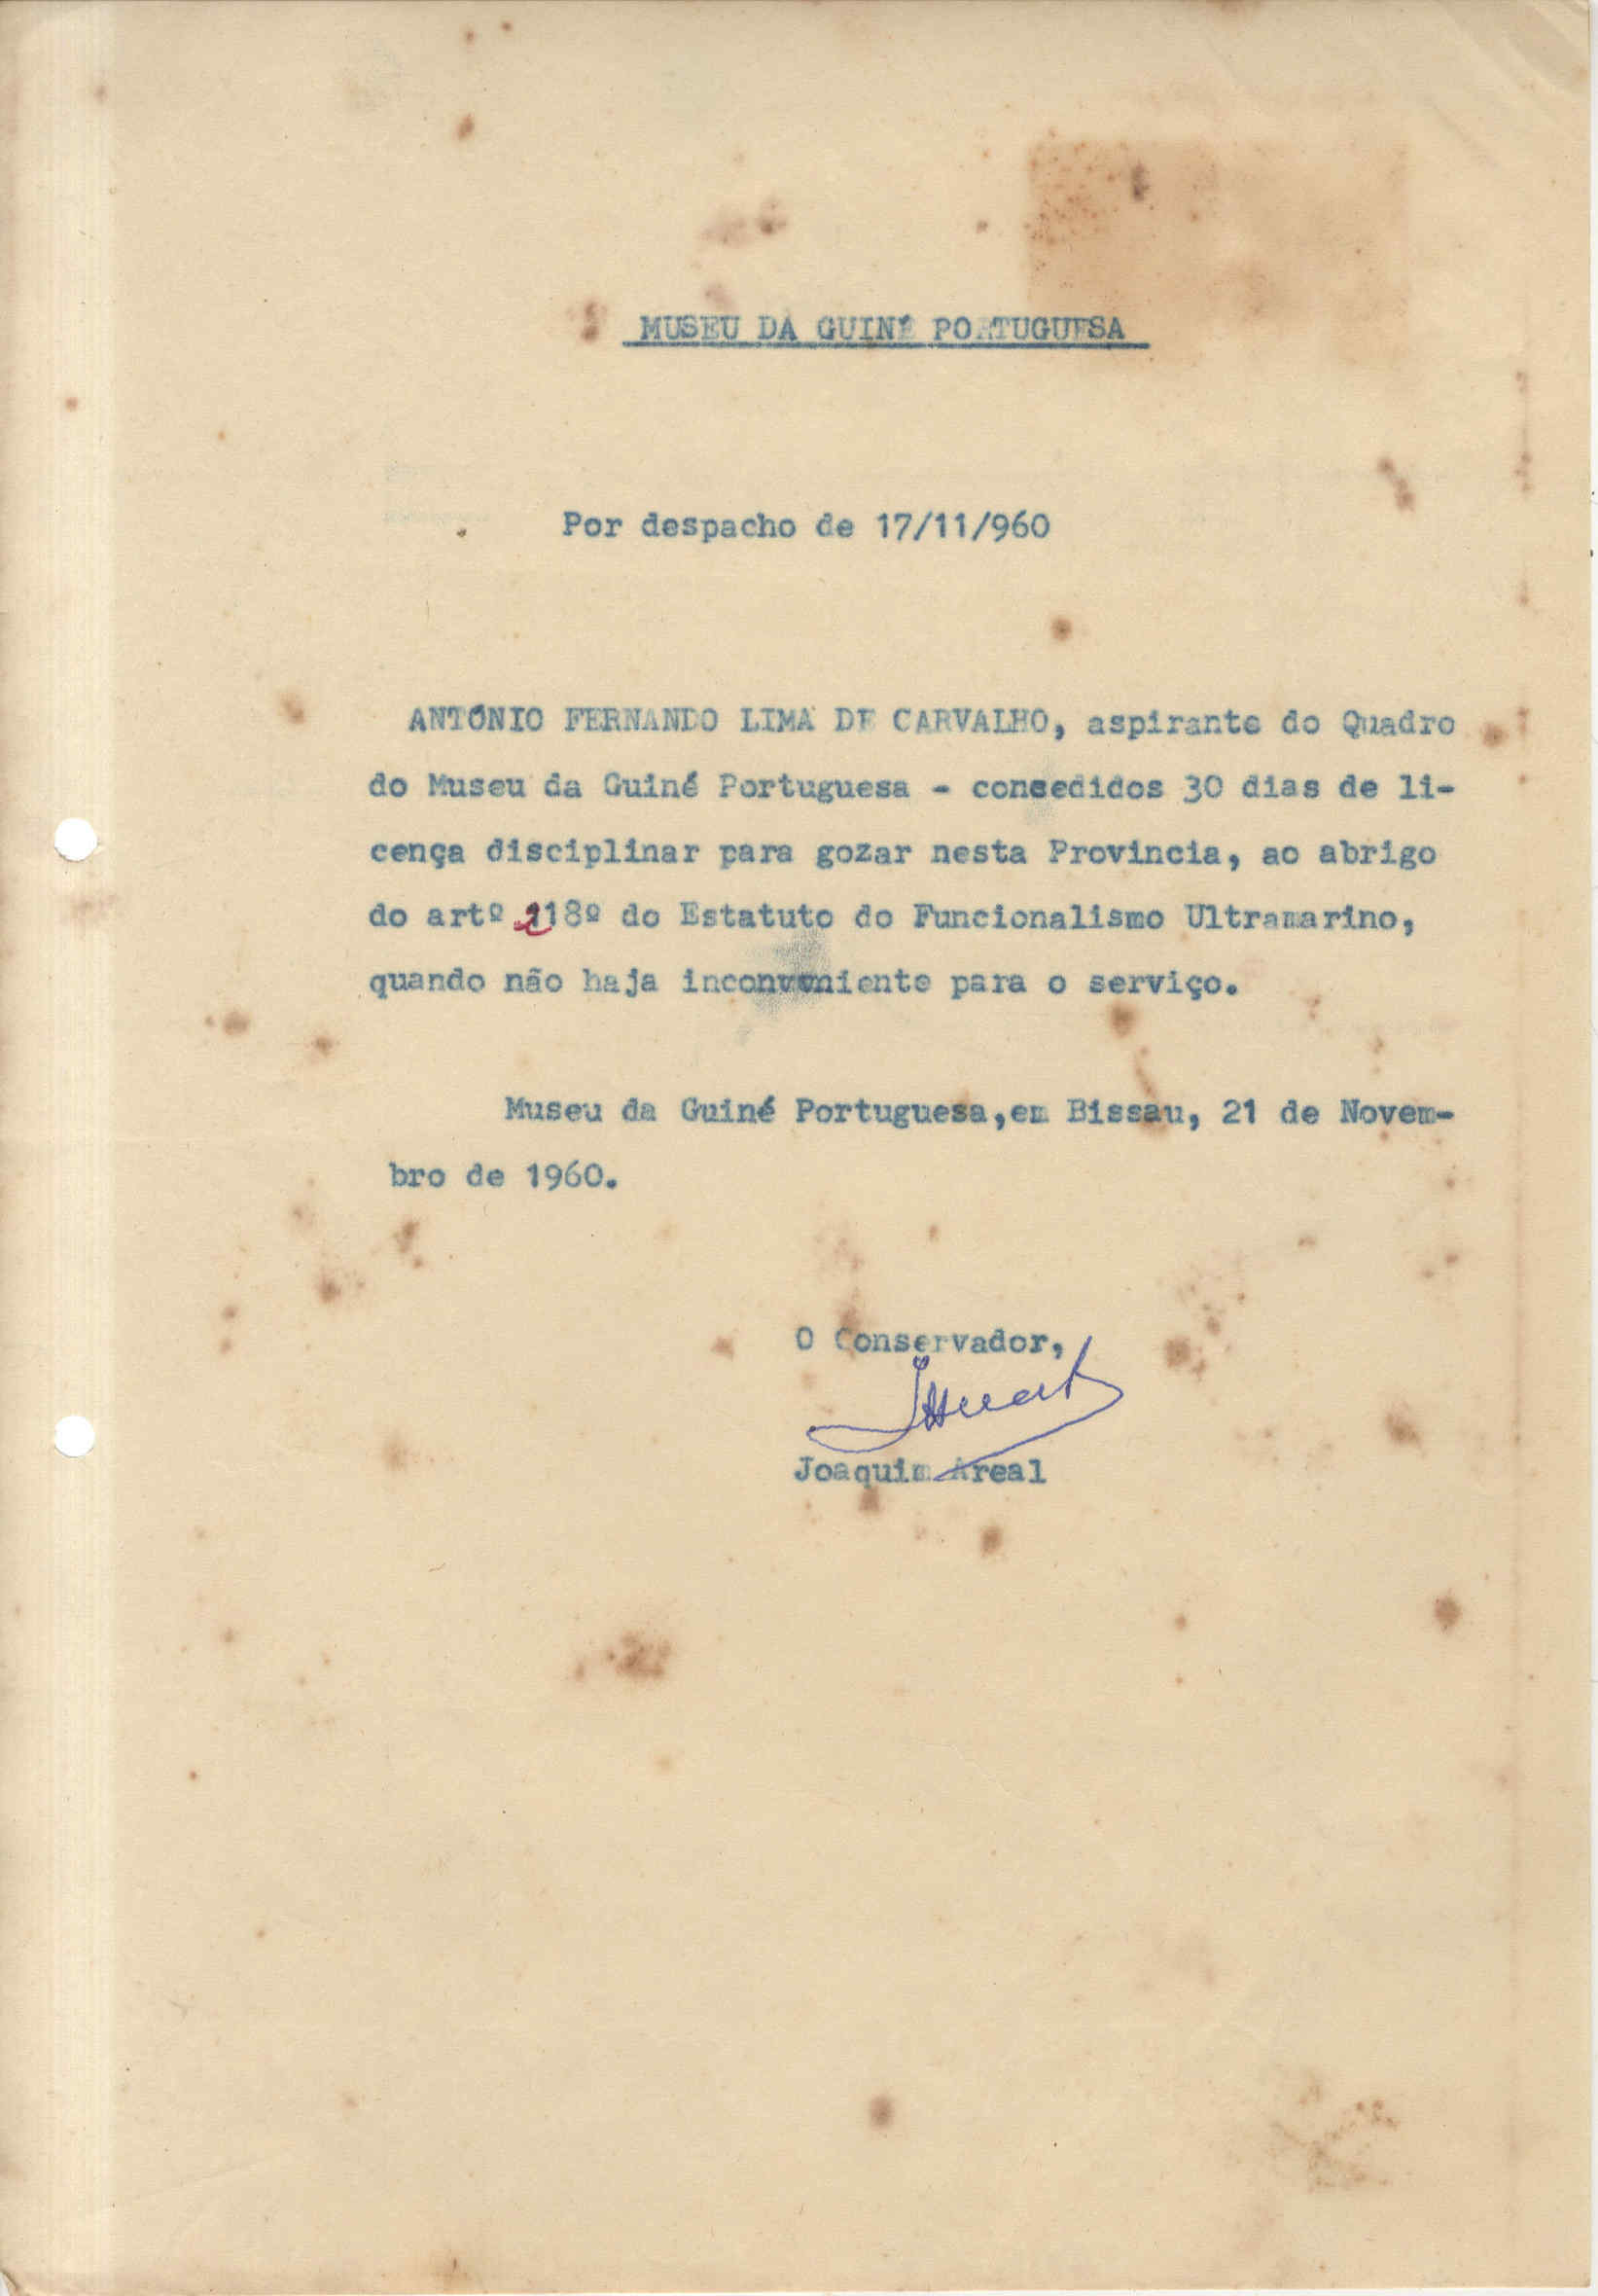 MUSEU DA GUINÉ PORTUGUESA
Por despacho de 17/11/960
ANTÓNIO FERNANDO LIMA DE CARVALHO, aspirante do Quadro
do Museu da Guiné Portuguesa - concedidos 30 dias de li-
cença disciplinar para gozar nesta Provincia, ao abrigo
do artº 218º do Estatuto do Funcionalismo Ultramarino,
quando não haja inconveniente para o serviço.
Museu da Guiné Portuguesa,em Bissau, 21 de Novem-
bro de 1960.
O Conservador,
Joaquim Areal